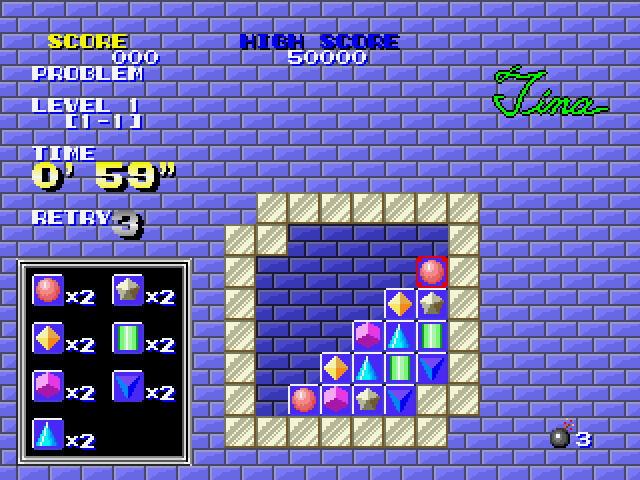 SCORE
000
HIGH SCORE
50000
PROBLEM
LEVEL 1
[1-1]
TIME
0' 59"
RETRY 3
Tina
×2 ×2
×2 ×2
×2 ×2
×2
3